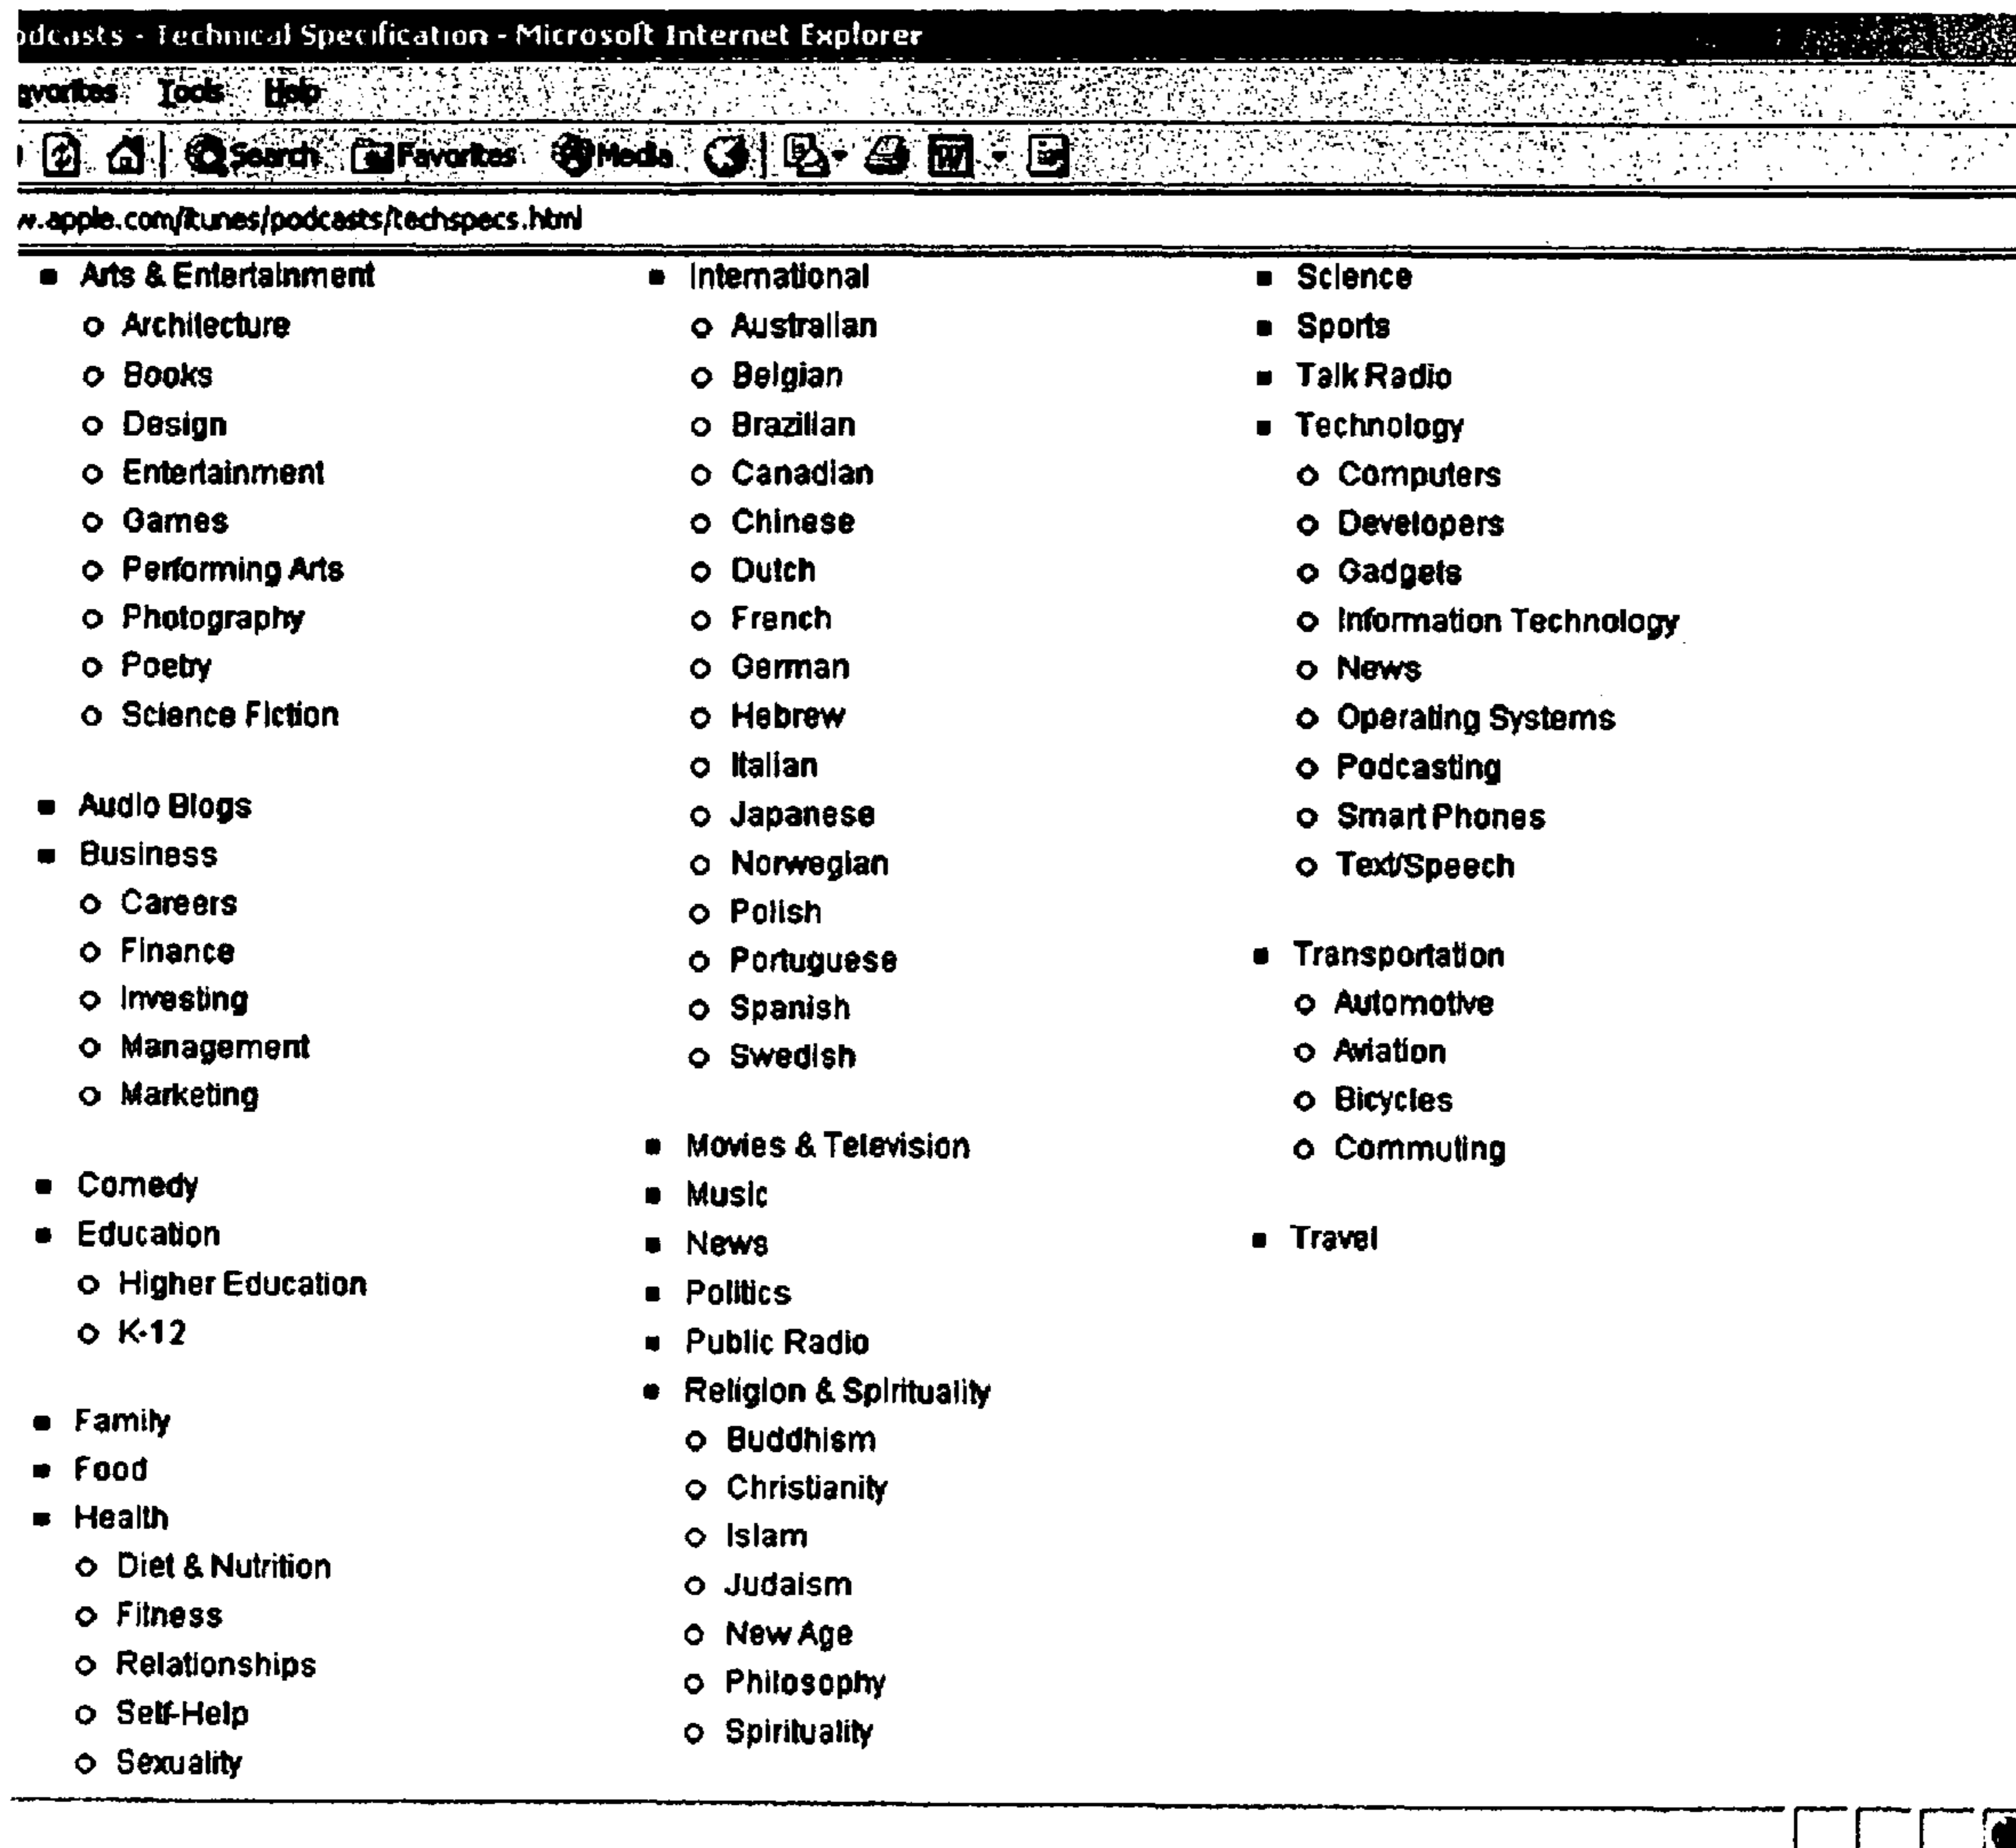 odcasts - Technical Specification - Microsoft Internet Explorer
avorites Tools Help
Search Favorites Media
w.apple.com/itunes/podcasts/techspecs.html
Arts & Entertainment
Architecture
Books
Design
Entertainment
Games
Performing Arts
Photography
Poetry
Science Fiction
Audio Blogs
Business
Careers
Finance
Investing
Management
Marketing
Comedy
Education
Higher Education
K-12
Family
Food
Health
Diet & Nutrition
Fitness
Relationships
Self-Help
Sexuality
International
Australian
Belgian
Brazilian
Canadian
Chinese
Dutch
French
German
Hebrew
Italian
Japanese
Norwegian
Polish
Portuguese
Spanish
Swedish
Movies & Television
Music
News
Politics
Public Radio
Religion & Spirituality
Buddhism
Christianity
Islam
Judaism
New Age
Philosophy
Spirituality
Science
Sports
Talk Radio
Technology
Computers
Developers
Gadgets
Information Technology
News
Operating Systems
Podcasting
Smart Phones
Text/Speech
Transportation
Automotive
Aviation
Bicycles
Commuting
Travel